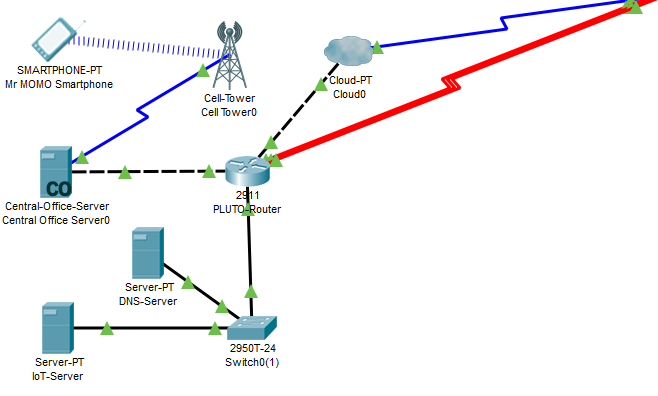 SMARTPHONE-PT
Mr MOMO Smartphone
Cell-Tower
Cell Tower0
Cloud-PT
Cloud0
CO
Central-Office-Server
Central Office Server0
2911
PLUTO-Router
Server-PT
DNS-Server
Server-PT
IoT-Server
2950T-24
Switch0(1)